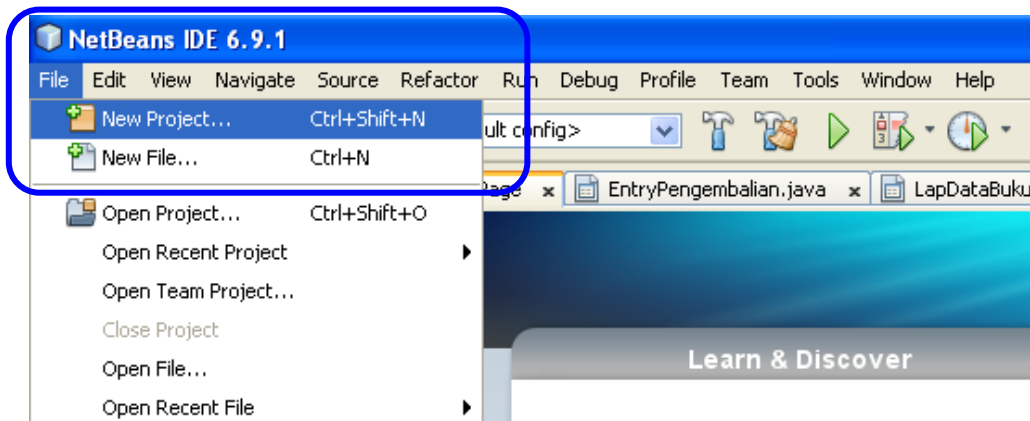 NetBeans IDE 6.9.1
File Edit View Navigate Source Refactor Run Debug Profile Team Tools Window Help
New Project... Ctrl+Shift+N
ult config>
New File... Ctrl+N
Page x EntryPengembalian.java x LapDataBuku
Open Project... Ctrl+Shift+O
Open Recent Project
Open Team Project...
Close Project
Learn & Discover
Open File...
Open Recent File